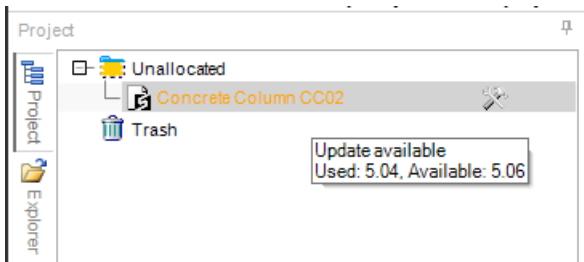 Project
Unallocated
Concrete Column CC02
Trash
Update available
Used: 5.04, Available: 5.06
Project
Explorer